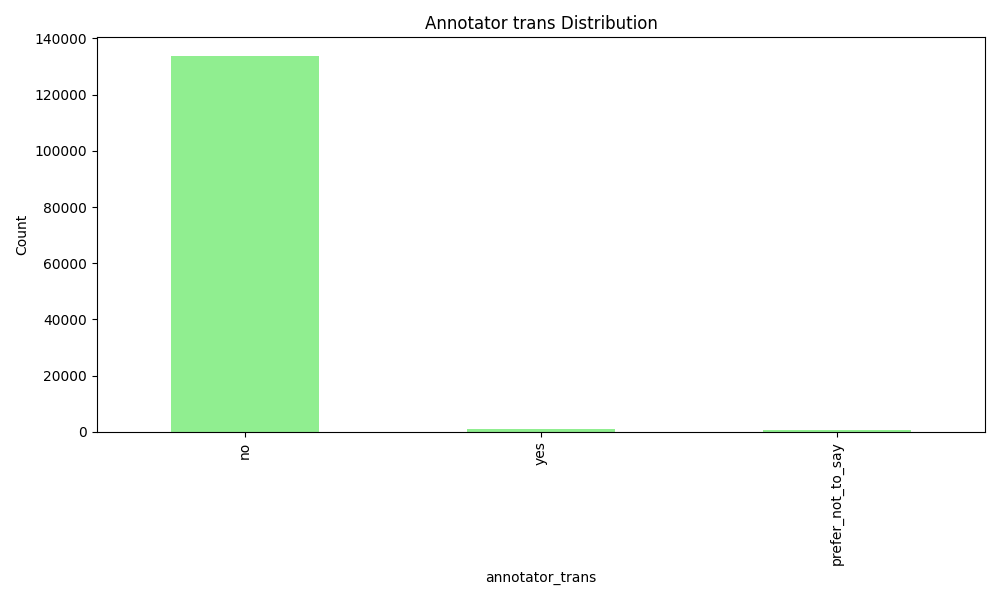 Annotator trans Distribution
140000
120000
100000
80000
60000
40000
20000
0
Count
no
yes
prefer_not_to_say
annotator_trans